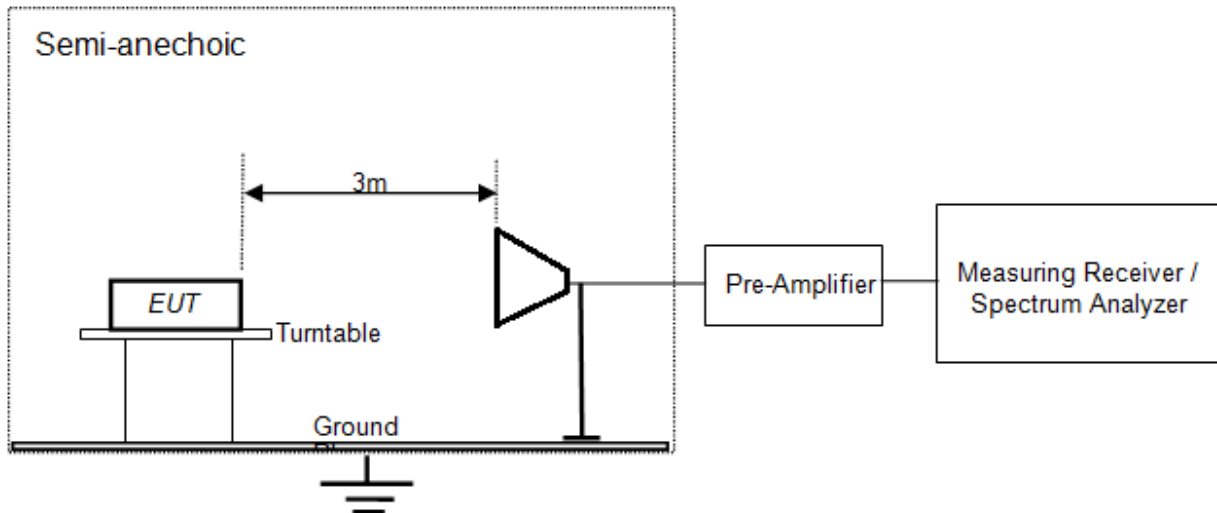 Semi-anechoic
3m
EUT
Turntable
Ground
Pre-Amplifier
Measuring Receiver /
Spectrum Analyzer